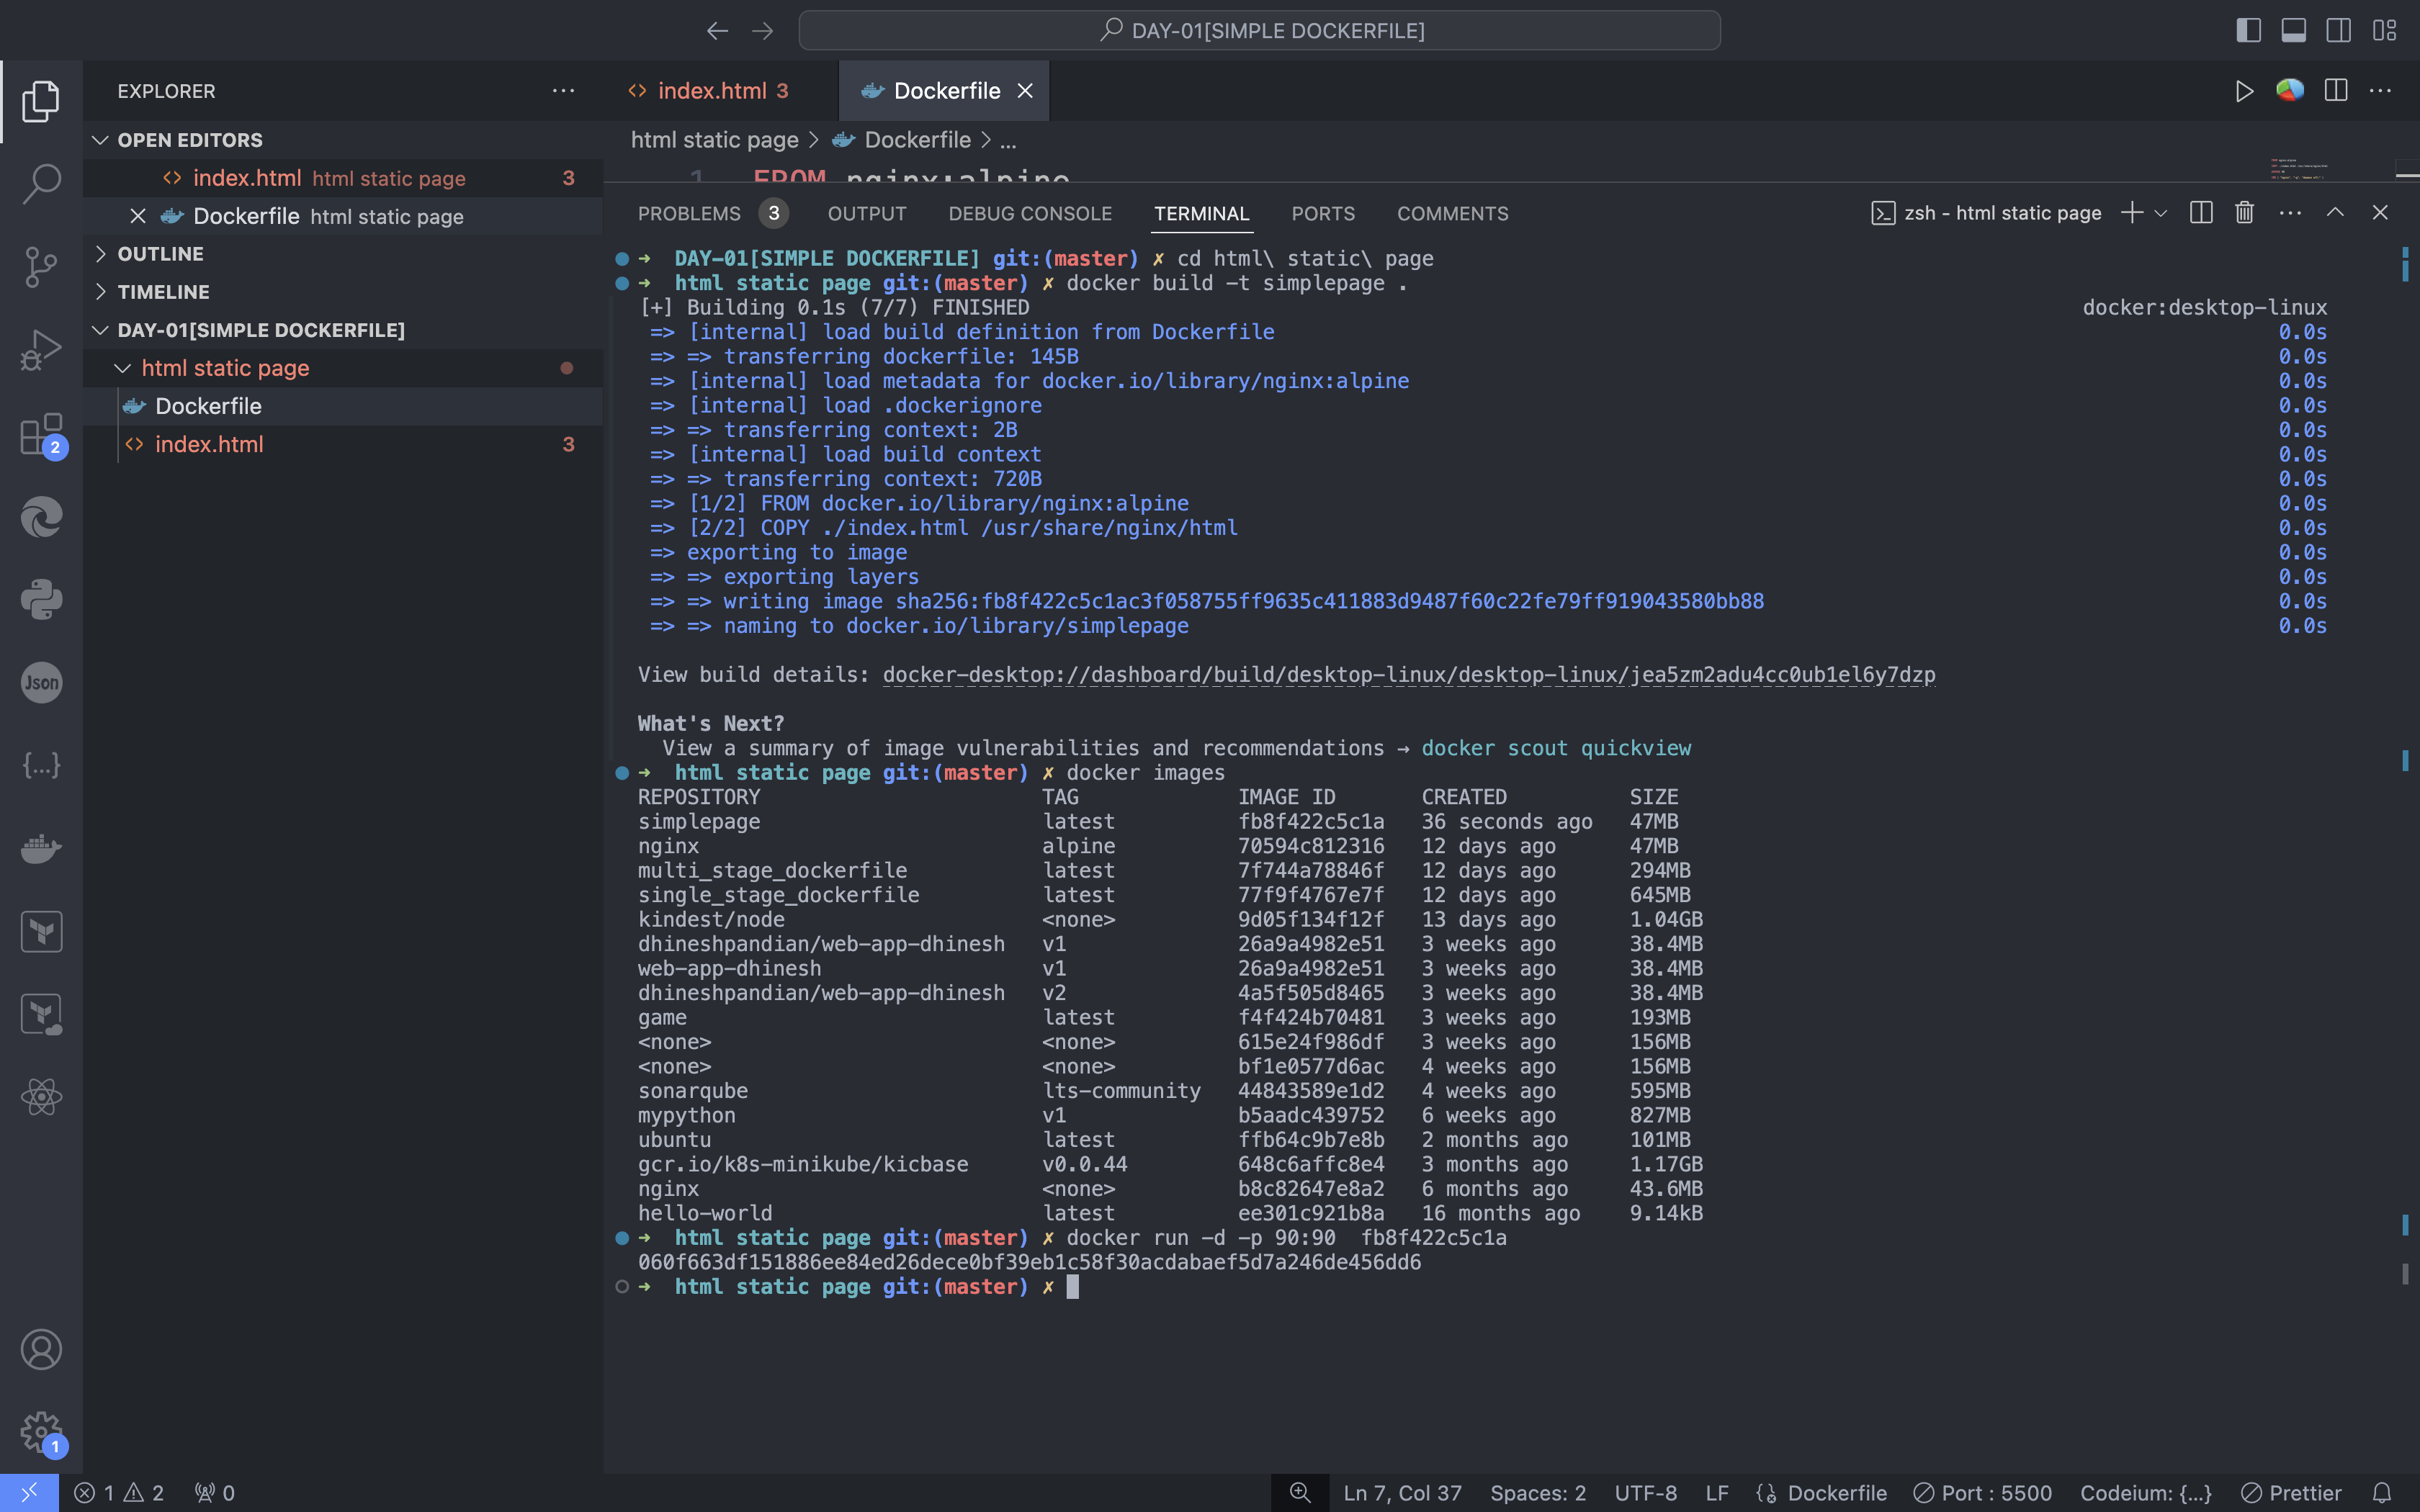 DAY-01[SIMPLE DOCKERFILE]
EXPLORER
index.html 3
Dockerfile
OPEN EDITORS
index.html html static page 3
Dockerfile html static page
OUTLINE
TIMELINE
DAY-01[SIMPLE DOCKERFILE]
html static page
Dockerfile
index.html 3
2
Json
{...}
1
html static page > Dockerfile > ...
1 FROM nginx:alpine
PROBLEMS 3 OUTPUT DEBUG CONSOLE TERMINAL PORTS COMMENTS
zsh - html static page
➜ DAY-01[SIMPLE DOCKERFILE] git:(master) ✗ cd html\ static\ page
➜ html static page git:(master) ✗ docker build -t simplepage .
[+] Building 0.1s (7/7) FINISHED docker:desktop-linux
=> [internal] load build definition from Dockerfile 0.0s
=> => transferring dockerfile: 145B 0.0s
=> [internal] load metadata for docker.io/library/nginx:alpine 0.0s
=> [internal] load .dockerignore 0.0s
=> => transferring context: 2B 0.0s
=> [internal] load build context 0.0s
=> => transferring context: 720B 0.0s
=> [1/2] FROM docker.io/library/nginx:alpine 0.0s
=> [2/2] COPY ./index.html /usr/share/nginx/html 0.0s
=> exporting to image 0.0s
=> => exporting layers 0.0s
=> => writing image sha256:fb8f422c5c1ac3f058755ff9635c411883d9487f60c22fe79ff919043580bb88 0.0s
=> => naming to docker.io/library/simplepage 0.0s
View build details: docker-desktop://dashboard/build/desktop-linux/desktop-linux/jea5zm2adu4cc0ub1el6y7dzp
What's Next?
View a summary of image vulnerabilities and recommendations → docker scout quickview
➜ html static page git:(master) ✗ docker images
REPOSITORY TAG IMAGE ID CREATED SIZE
simplepage latest fb8f422c5c1a 36 seconds ago 47MB
nginx alpine 70594c812316 12 days ago 47MB
multi_stage_dockerfile latest 7f744a78846f 12 days ago 294MB
single_stage_dockerfile latest 77f9f4767e7f 12 days ago 645MB
kindest/node <none> 9d05f134f12f 13 days ago 1.04GB
dhineshpandian/web-app-dhinesh v1 26a9a4982e51 3 weeks ago 38.4MB
web-app-dhinesh v1 26a9a4982e51 3 weeks ago 38.4MB
dhineshpandian/web-app-dhinesh v2 4a5f505d8465 3 weeks ago 38.4MB
game latest f4f424b70481 3 weeks ago 193MB
<none> <none> 615e24f986df 3 weeks ago 156MB
<none> <none> bf1e0577d6ac 4 weeks ago 156MB
sonarqube lts-community 44843589e1d2 4 weeks ago 595MB
mypython v1 b5aadc439752 6 weeks ago 827MB
ubuntu latest ffb64c9b7e8b 2 months ago 101MB
gcr.io/k8s-minikube/kicbase v0.0.44 648c6affc8e4 3 months ago 1.17GB
nginx <none> b8c82647e8a2 6 months ago 43.6MB
hello-world latest ee301c921b8a 16 months ago 9.14kB
➜ html static page git:(master) ✗ docker run -d -p 90:90 fb8f422c5c1a
060f663df151886ee84ed26dece0bf39eb1c58f30acdabaef5d7a246de456dd6
➜ html static page git:(master) ✗
1 2 0
Ln 7, Col 37 Spaces: 2 UTF-8 LF Dockerfile Port : 5500 Codeium: {...} Prettier